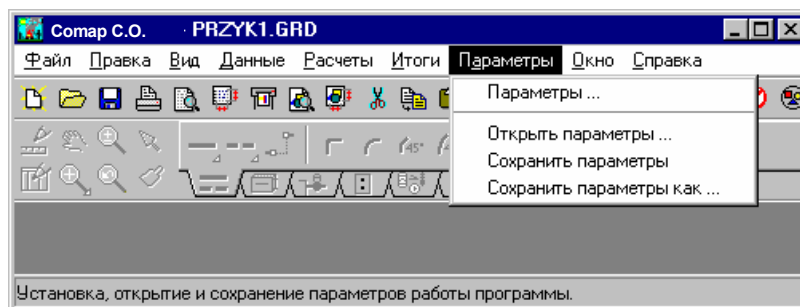 Comap C.O. · PRZYK1.GRD
Файл Правка Вид Данные Расчеты Итоги Параметры Окно Справка
Параметры ...
Открыть параметры ...
Сохранить параметры
Сохранить параметры как ...
45°
Установка, открытие и сохранение параметров работы программы.